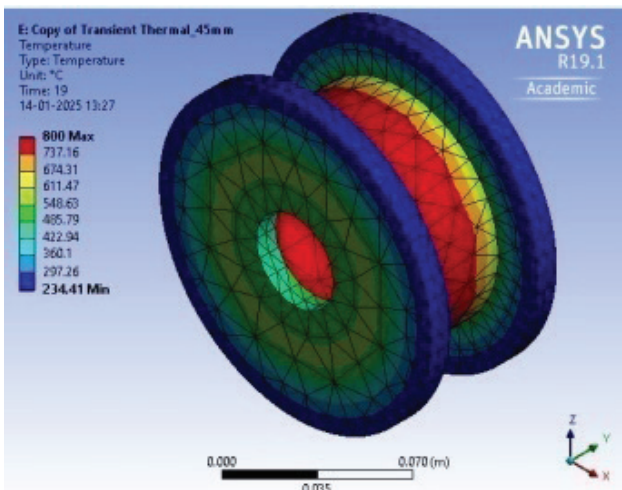 E: Copy of Transient Thermal_45mm
Temperature
Type: Temperature
Unit: °C
Time: 19
14-01-2025 13:27
800 Max
737.16
674.31
611.47
548.63
485.79
422.94
360.1
297.26
234.41 Min
ANSYS
R19.1
Academic
0.000
0.070 (m)
0.035
Z
Y
X